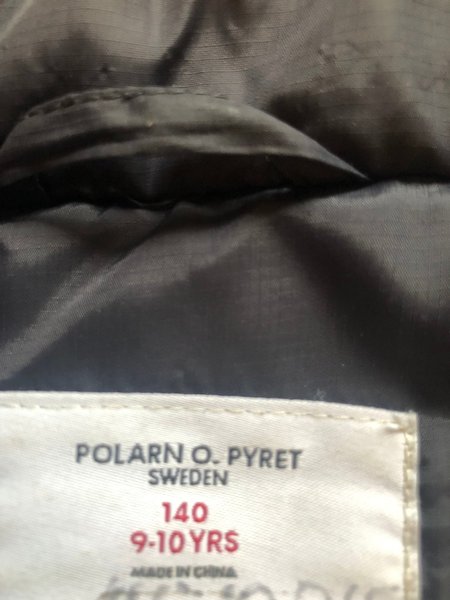 POLARN O. PYRET
SWEDEN
140
9-10 YRS
MADE IN CHINA